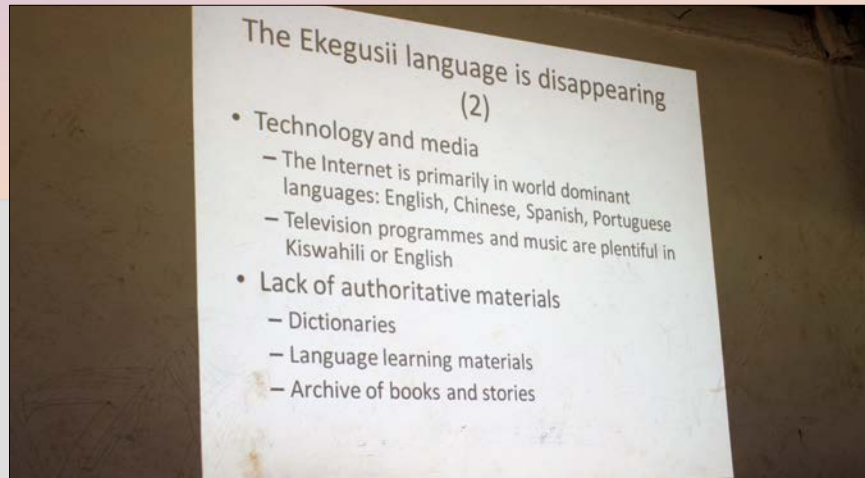 The Ekegusii language is disappearing
(2)
• Technology and media
– The Internet is primarily in world dominant
languages: English, Chinese, Spanish, Portuguese
– Television programmes and music are plentiful in
Kiswahili or English
• Lack of authoritative materials
– Dictionaries
– Language learning materials
– Archive of books and stories